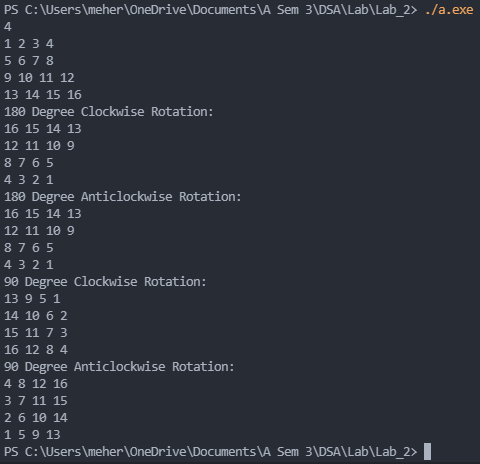 PS C:\Users\meher\OneDrive\Documents\A Sem 3\DSA\Lab\Lab_2> ./a.exe
4
1 2 3 4
5 6 7 8
9 10 11 12
13 14 15 16
180 Degree Clockwise Rotation:
16 15 14 13
12 11 10 9
8 7 6 5
4 3 2 1
180 Degree Anticlockwise Rotation:
16 15 14 13
12 11 10 9
8 7 6 5
4 3 2 1
90 Degree Clockwise Rotation:
13 9 5 1
14 10 6 2
15 11 7 3
16 12 8 4
90 Degree Anticlockwise Rotation:
4 8 12 16
3 7 11 15
2 6 10 14
1 5 9 13
PS C:\Users\meher\OneDrive\Documents\A Sem 3\DSA\Lab\Lab_2>